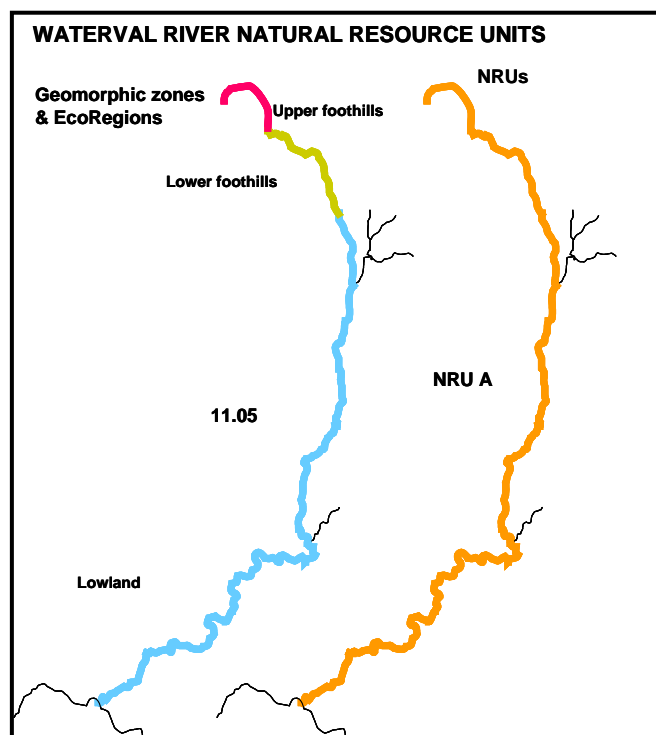 WATERVAL RIVER NATURAL RESOURCE UNITS
NRUs
Geomorphic zones
& EcoRegions
Upper foothills
Lower foothills
NRU A
11.05
Lowland